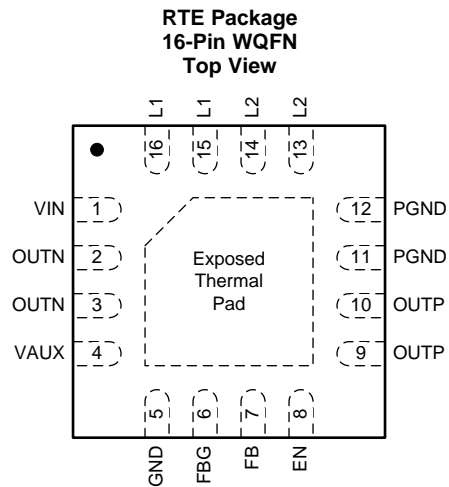 RTE Package
16-Pin WQFN
Top View
L1 L1 L2 L2
16 15 14 13
VIN 1 12 PGND
OUTN 2 11 PGND
OUTN 3 10 OUTP
VAUX 4 9 OUTP
Exposed
Thermal
Pad
5 6 7 8
GND FBG FB EN